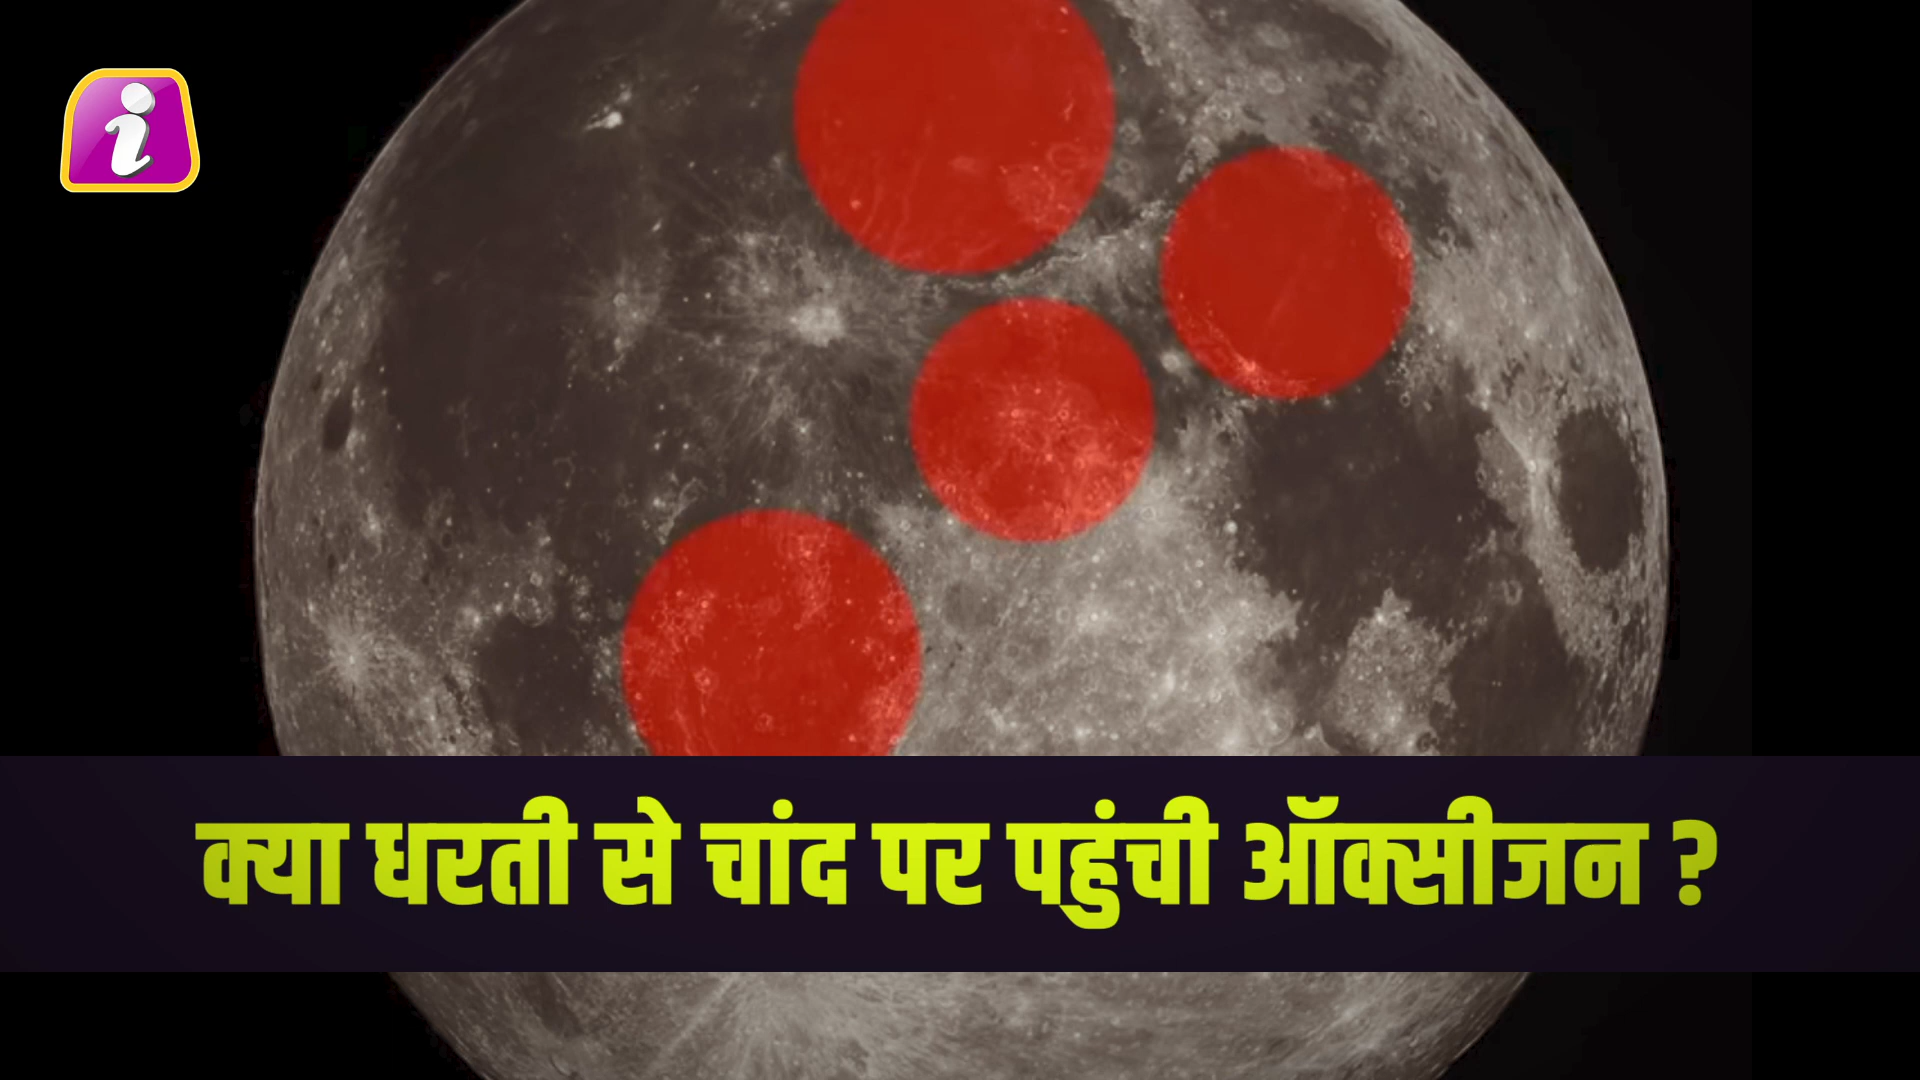 i
क्या धरती से चांद पर पहुंची ऑक्सीजन ?